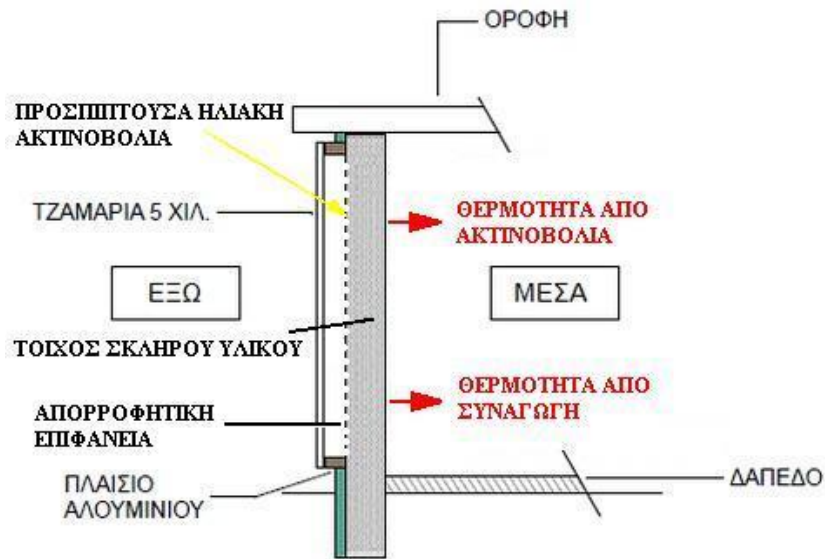 ΟΡΟΦΗ
ΠΡΟΣΠΙΠΤΟΥΣΑ ΗΛΙΑΚΗ
ΑΚΤΙΝΟΒΟΛΙΑ
ΤΖΑΜΑΡΙΑ 5 ΧΙΛ.
ΘΕΡΜΟΤΗΤΑ ΑΠΟ
ΑΚΤΙΝΟΒΟΛΙΑ
ΕΞΩ
ΜΕΣΑ
ΤΟΙΧΟΣ ΣΚΛΗΡΟΥ ΥΛΙΚΟΥ
ΘΕΡΜΟΤΗΤΑ ΑΠΟ
ΣΥΝΑΓΩΓΗ
ΑΠΟΡΡΟΦΗΤΙΚΗ
ΕΠΙΦΑΝΕΙΑ
ΠΛΑΙΣΙΟ
ΑΛΟΥΜΙΝΙΟΥ
ΔΑΠΕΔΟ